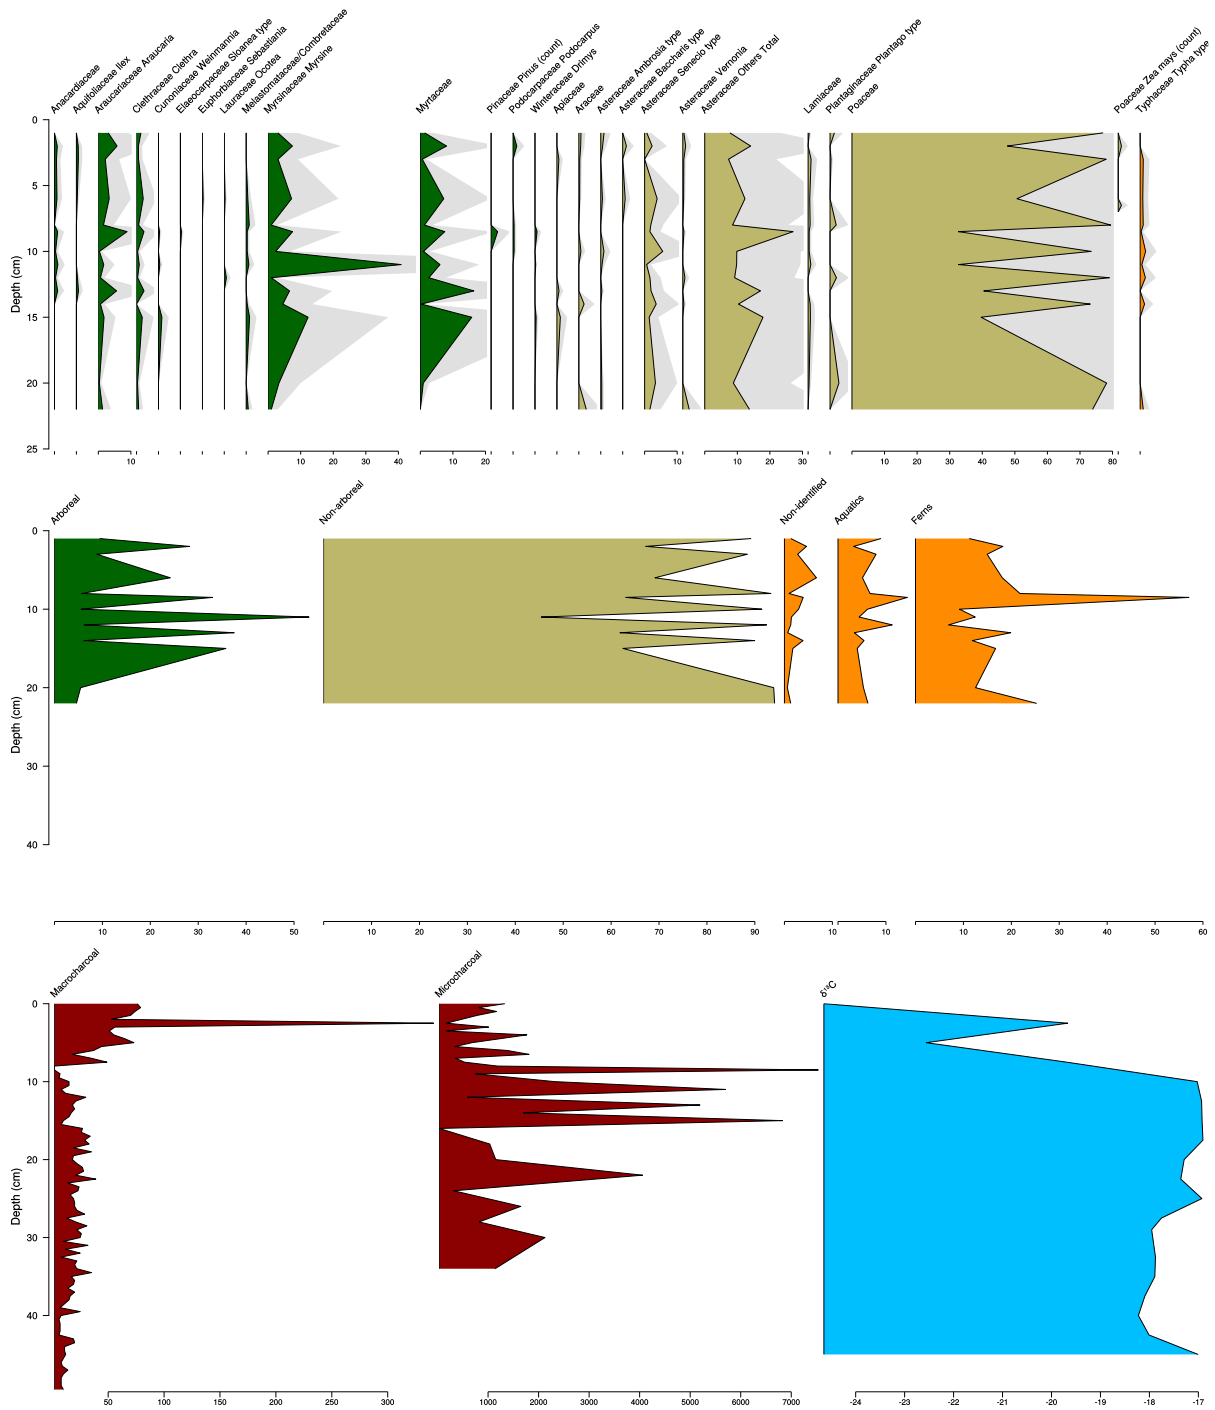 Anacardiaceae
Aquifoliaceae Ilex
Araucariaceae Araucaria
Clethraceae Clethra
Cunoniaceae Weinmannia
Elaeocarpaceae Sloanea type
Euphorbiaceae Sebastiania
Lauraceae Ocotea
Melastomataceae/Combretaceae
Myrsinaceae Myrsine
Myrtaceae
Pinaceae Pinus (count)
Podocarpaceae Podocarpus
Winteraceae Drimys
Apiaceae
Araceae
Asteraceae Ambrosia type
Asteraceae Baccharis type
Asteraceae Senecio type
Asteraceae Vernonia
Asteraceae Others Total
Lamiaceae
Plantaginaceae Plantago type
Poaceae
Poaceae Zea mays (count)
Typhaceae Typha type
Depth (cm)
0
5
10
15
20
25
10
10 20 30 40
10 20
10
10 20 30
10 20 30 40 50 60 70 80
Arboreal
Non-arboreal
Non-identified
Aquatics
Ferns
Depth (cm)
0
10
20
30
40
10 20 30 40 50
10 20 30 40 50 60 70 80 90
10
10
10 20 30 40 50 60
Macrocharcoal
Microcharcoal
δ¹³C
Depth (cm)
0
10
20
30
40
50 100 150 200 250 300
1000 2000 3000 4000 5000 6000 7000
-24 -23 -22 -21 -20 -19 -18 -17